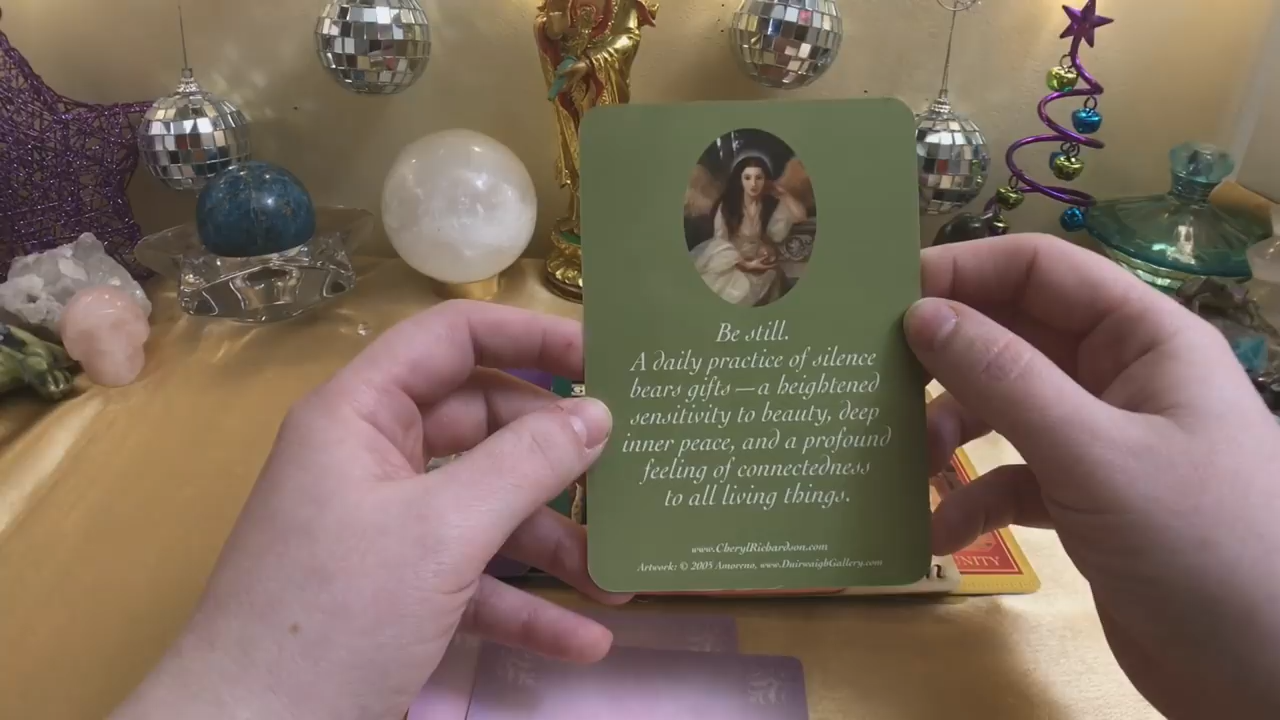 Be still.
A daily practice of silence
bears gifts—a heightened
sensitivity to beauty, deep
inner peace, and a profound
feeling of connectedness
to all living things.
www.CherylRichardson.com
Artwork: © 2005 Amoreno, www.DuirwaighGallery.com